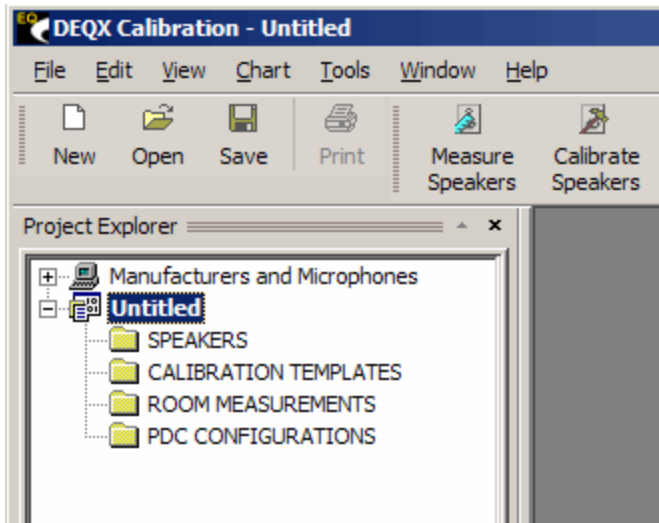 EQ DEQX Calibration - Untitled
File Edit View Chart Tools Window Help
New Open Save Print Measure Speakers Calibrate Speakers
Project Explorer
Manufacturers and Microphones
Untitled
SPEAKERS
CALIBRATION TEMPLATES
ROOM MEASUREMENTS
PDC CONFIGURATIONS